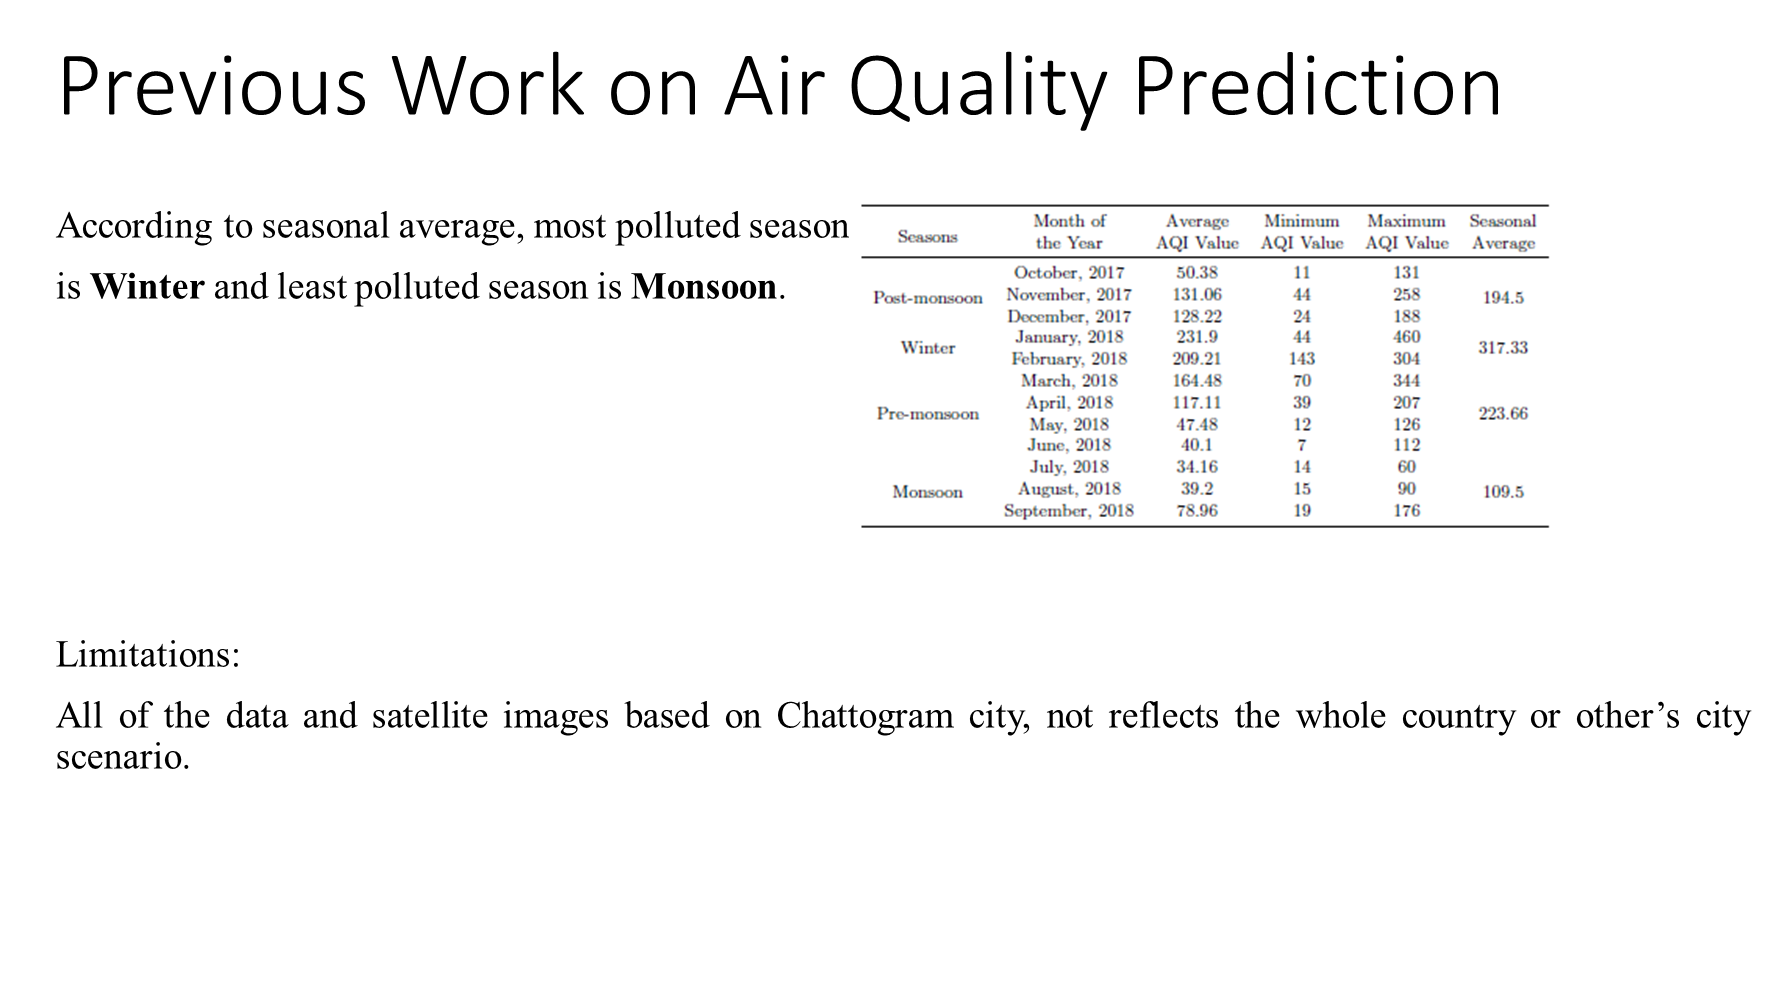 Previous Work on Air Quality Prediction
According to seasonal average, most polluted season
is Winter and least polluted season is Monsoon.
Seasons Month of the Year Average AQI Value Minimum AQI Value Maximum AQI Value Seasonal Average
Post-monsoon October, 2017 50.38 11 131 194.5
November, 2017 131.06 44 258
December, 2017 128.22 24 188
Winter January, 2018 231.9 44 460 317.33
February, 2018 209.21 143 304
March, 2018 164.48 70 344
Pre-monsoon April, 2018 117.11 39 207 223.66
May, 2018 47.48 12 126
June, 2018 40.1 7 112
July, 2018 34.16 14 60
Monsoon August, 2018 39.2 15 90 109.5
September, 2018 78.96 19 176
Limitations:
All of the data and satellite images based on Chattogram city, not reflects the whole country or other’s city
scenario.